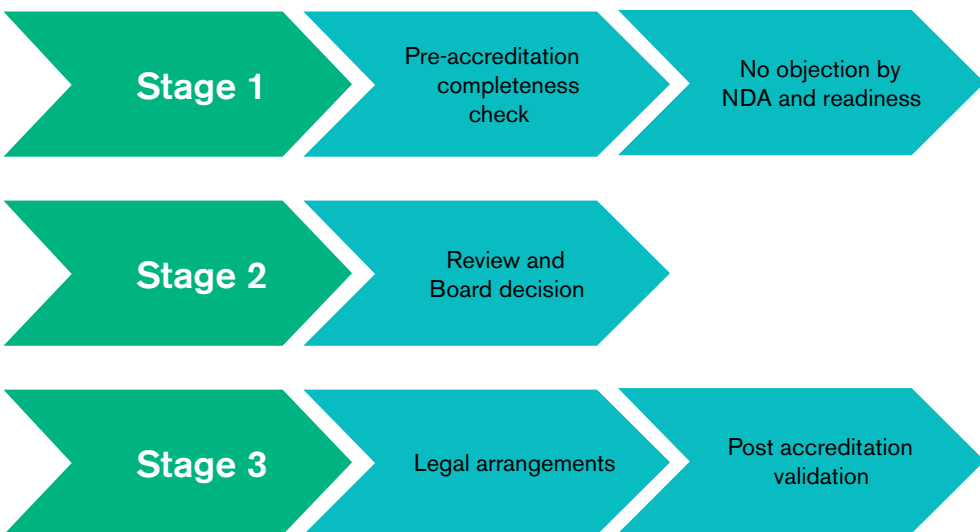 Stage 1
Pre-accreditation
completeness
check
No objection by
NDA and readiness
Stage 2
Review and
Board decision
Stage 3
Legal arrangements
Post accreditation
validation